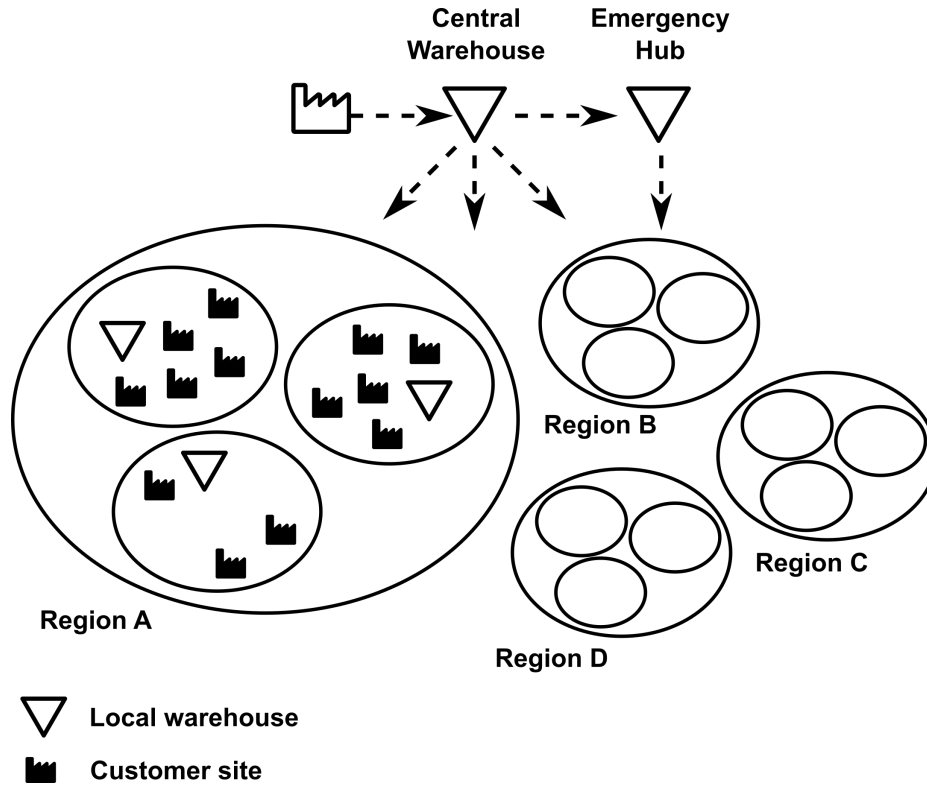 Central
Warehouse
Emergency
Hub
Region A
Region B
Region C
Region D
Local warehouse
Customer site